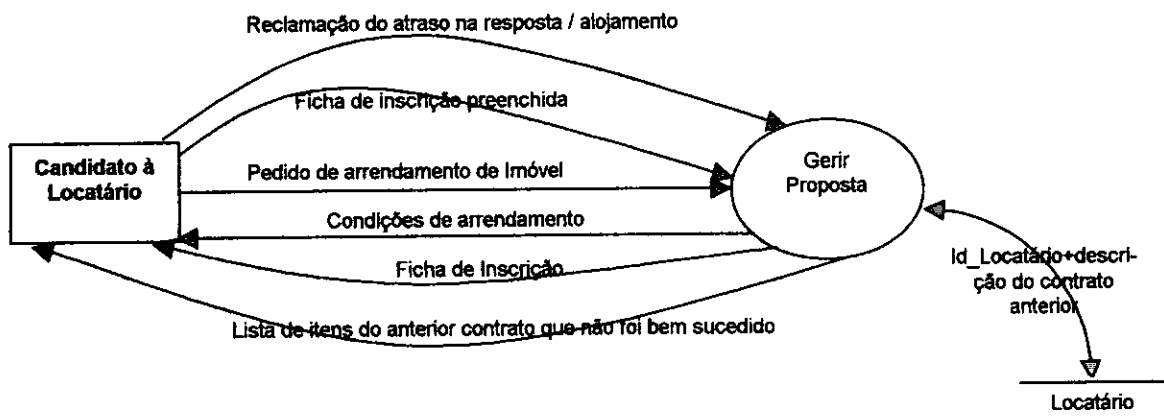 Reclamação do atraso na resposta / alojamento
Ficha de inscrição preenchida
Candidato à
Locatário
Pedido de arrendamento de Imóvel
Gerir
Proposta
Condições de arrendamento
Ficha de Inscrição
Id_Locatário+descri-
ção do contrato
anterior
Lista de itens do anterior contrato que não foi bem sucedido
Locatário